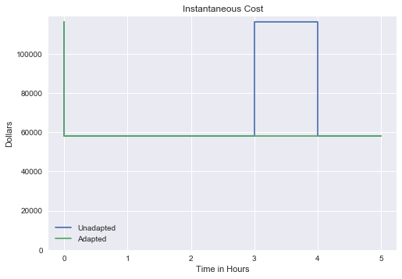 Instantaneous Cost
100000
80000
60000
40000
20000
0
Dollars
Unadapted
Adapted
0 1 2 3 4 5
Time in Hours